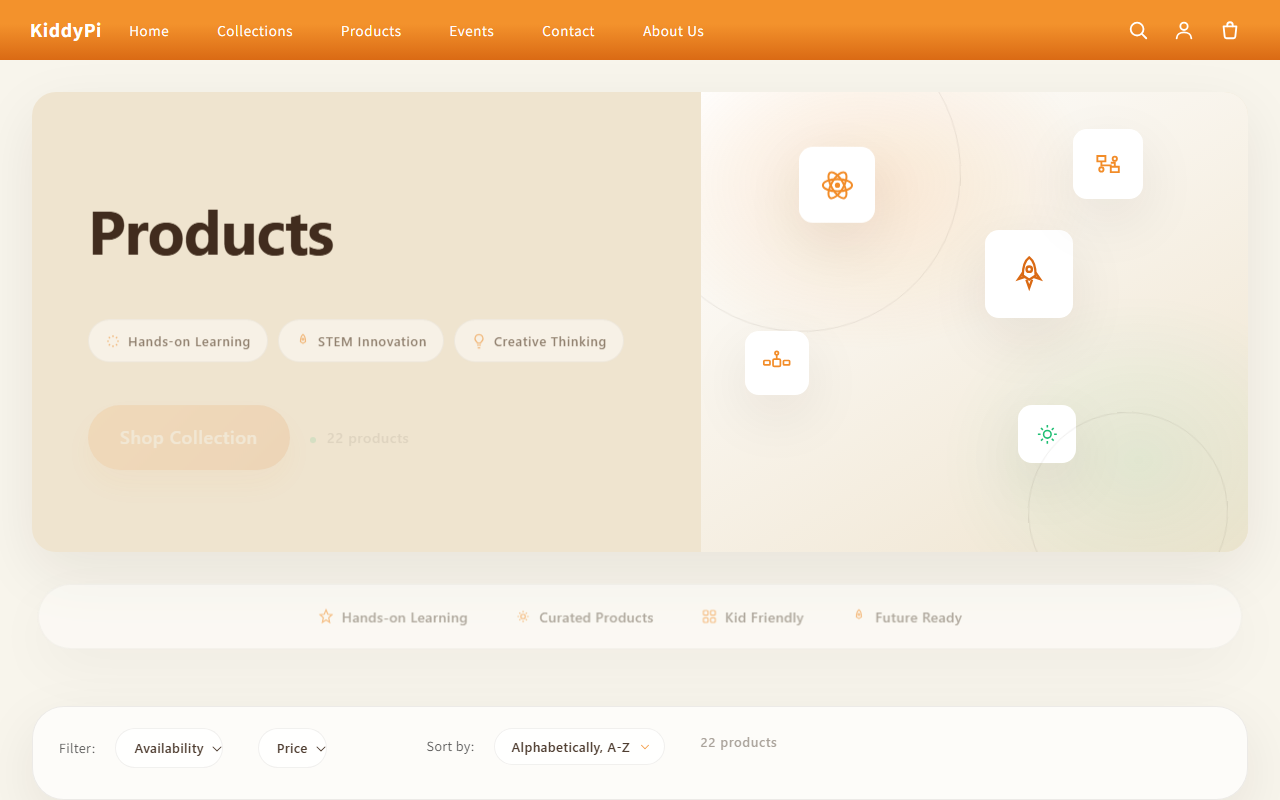 KiddyPi Home Collections Products Events Contact About Us
Products
Hands-on Learning STEM Innovation Creative Thinking
Shop Collection 22 products
Hands-on Learning Curated Products Kid Friendly Future Ready
Filter: Availability Price Sort by: Alphabetically, A-Z 22 products